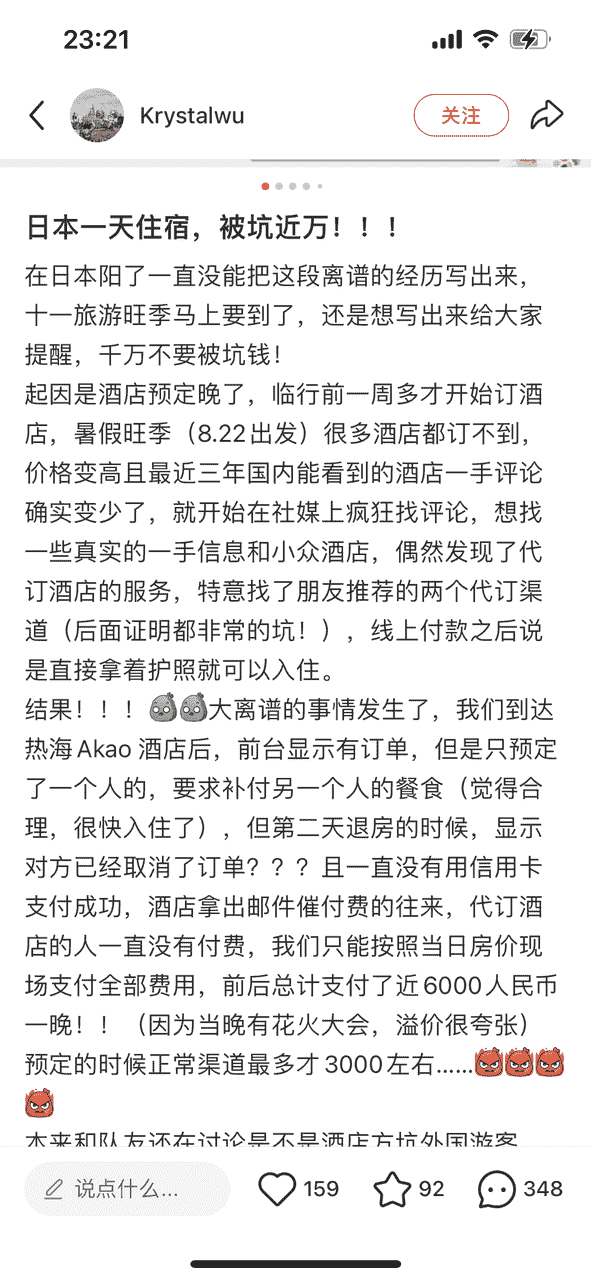 23:21
Krystalwu
关注
日本一天住宿，被坑近万！！！
在日本阳了一直没能把这段离谱的经历写出来，
十一旅游旺季马上要到了，还是想写出来给大家
提醒，千万不要被坑钱！
起因是酒店预定晚了，临行前一周多才开始订酒
店，暑假旺季（8.22出发）很多酒店都订不到，
价格变高且最近三年国内能看到的酒店一手评论
确实变少了，就开始在社媒上疯狂找评论，想找
一些真实的一手信息和小众酒店，偶然发现了代
订酒店的服务，特意找了朋友推荐的两个代订渠
道（后面证明都非常的坑！），线上付款之后说
是直接拿着护照就可以入住。
结果！！！大离谱的事情发生了，我们到达
热海Akao 酒店后，前台显示有订单，但是只预定
了一个人的，要求补付另一个人的餐食（觉得合
理，很快入住了），但第二天退房的时候，显示
对方已经取消了订单？？？且一直没有用信用卡
支付成功，酒店拿出邮件催付费的往来，代订酒
店的人一直没有付费，我们只能按照当日房价现
场支付全部费用，前后总计支付了近6000人民币
一晚！！（因为当晚有花火大会，溢价很夸张）
预定的时候正常渠道最多才3000左右……
本来和队友还在讨论是不是酒店方坑外国游客
说点什么...
159
92
348